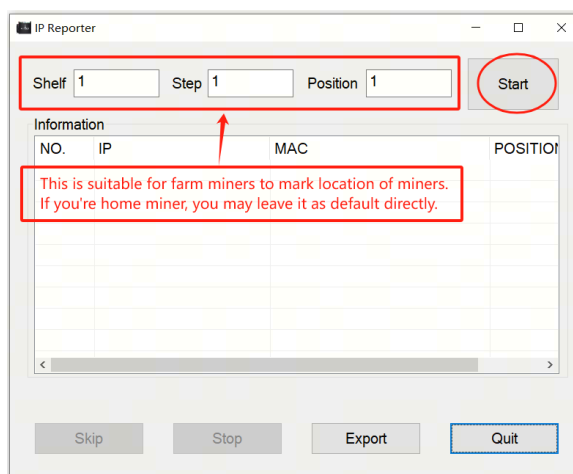 IP Reporter
Shelf 1 Step 1 Position 1 Start
Information
NO. IP MAC POSITION
This is suitable for farm miners to mark location of miners.
If you're home miner, you may leave it as default directly.
Skip Stop Export Quit